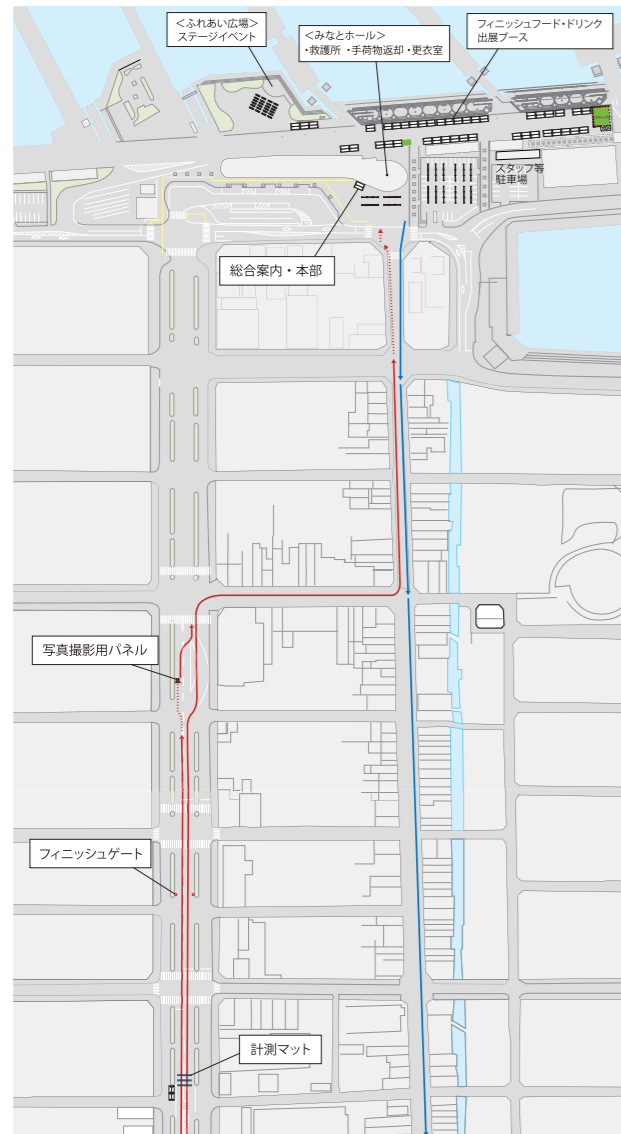 ＜ふれあい広場＞
ステージイベント
＜みなとホール＞
・救護所 ・手荷物返却 ・更衣室
フィニッシュフード・ドリンク
出展ブース
スタッフ等
駐車場
総合案内・本部
写真撮影用パネル
フィニッシュゲート
計測マット